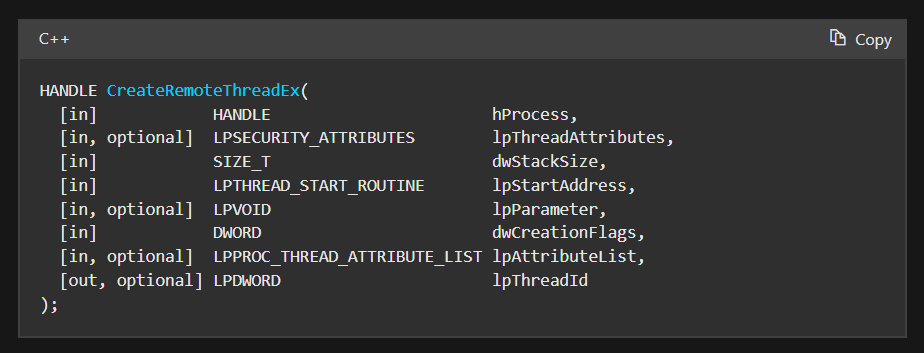 C++
Copy
HANDLE CreateRemoteThreadEx(
  [in]            HANDLE                       hProcess,
  [in, optional]  LPSECURITY_ATTRIBUTES        lpThreadAttributes,
  [in]            SIZE_T                       dwStackSize,
  [in]            LPTHREAD_START_ROUTINE       lpStartAddress,
  [in, optional]  LPVOID                       lpParameter,
  [in]            DWORD                        dwCreationFlags,
  [in, optional]  LPPROC_THREAD_ATTRIBUTE_LIST lpAttributeList,
  [out, optional] LPDWORD                      lpThreadId
);